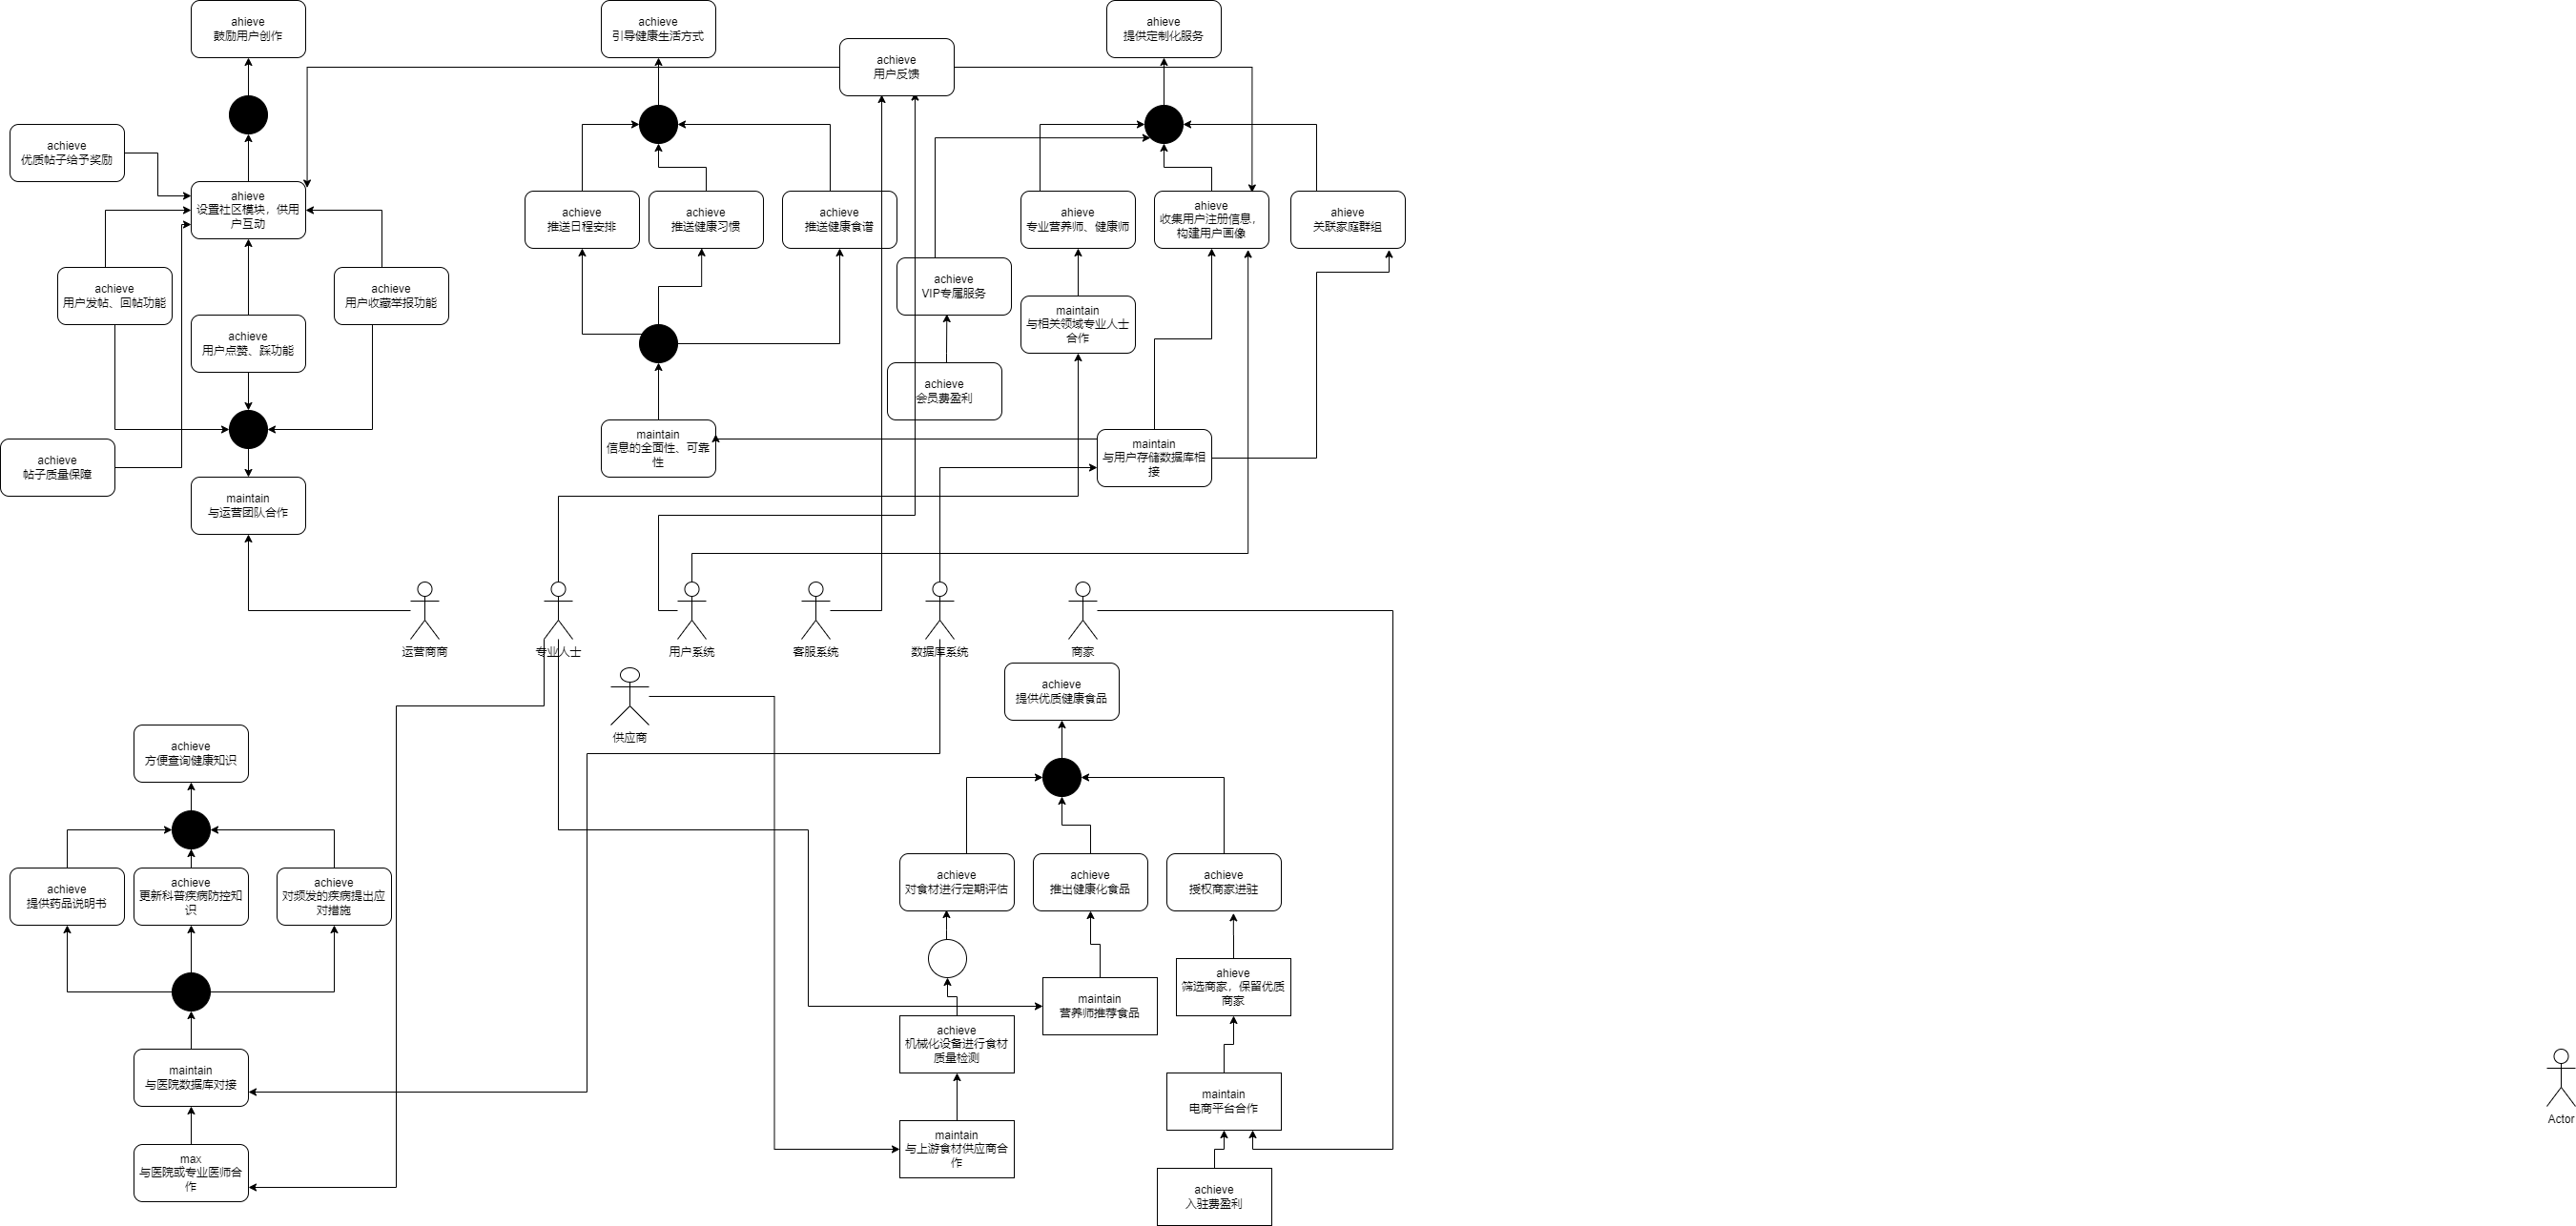 ahieve
鼓励用户创作
achieve
引导健康生活方式
achieve
用户反馈
ahieve
提供定制化服务
achieve
优质帖子给予奖励
ahieve
设置社区模块，供用
户互动
achieve
推送日程安排
achieve
推送健康习惯
achieve
推送健康食谱
ahieve
专业营养师、健康师
ahieve
收集用户注册信息，
构建用户画像
ahieve
关联家庭群组
achieve
用户发帖、回帖功能
achieve
用户收藏举报功能
achieve
VIP专属服务
achieve
用户点赞、踩功能
maintain
与相关领域专业人士
合作
achieve
会员费盈利
achieve
帖子质量保障
maintain
信息的全面性、可靠
性
maintain
与用户存储数据库相
接
maintain
与运营团队合作
运营商商
专业人士
用户系统
客服系统
数据库系统
商家
供应商
achieve
提供优质健康食品
achieve
方便查询健康知识
achieve
提供药品说明书
achieve
更新科普疾病防控知
识
achieve
对频发的疾病提出应
对措施
achieve
对食材进行定期评估
achieve
推出健康化食品
achieve
授权商家进驻
maintain
营养师推荐食品
ahieve
筛选商家，保留优质
商家
achieve
机械化设备进行食材
质量检测
maintain
与医院数据库对接
maintain
电商平台合作
Actor
maintain
与上游食材供应商合
作
max
与医院或专业医师合
作
achieve
入驻费盈利